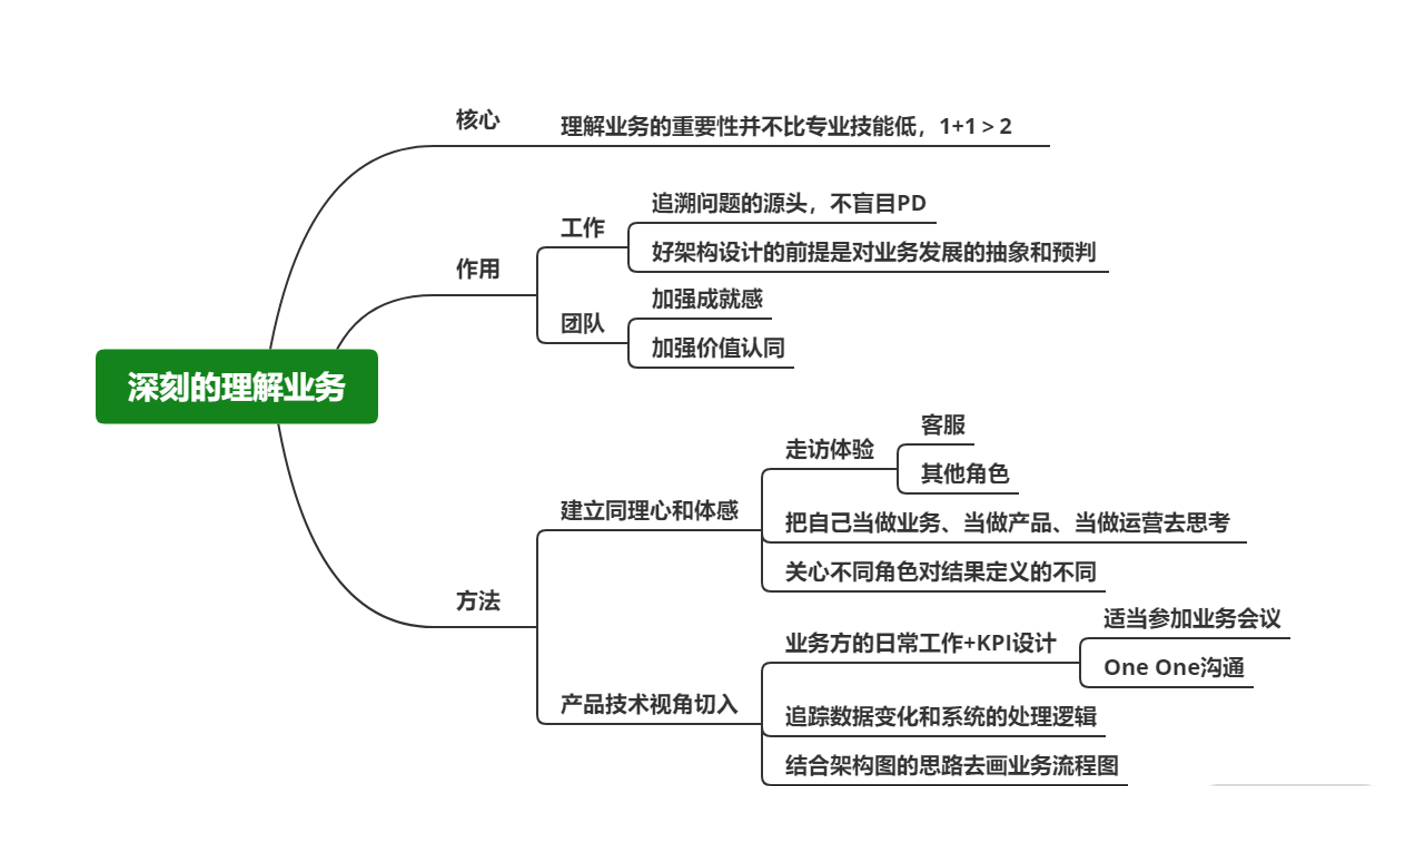 深刻的理解业务
核心
理解业务的重要性并不比专业技能低，1+1＞2
作用
工作
追溯问题的源头，不盲目PD
好架构设计的前提是对业务发展的抽象和预判
团队
加强成就感
加强价值认同
方法
建立同理心和体感
走访体验
客服
其他角色
把自己当做业务、当做产品、当做运营去思考
关心不同角色对结果定义的不同
产品技术视角切入
业务方的日常工作+KPI设计
适当参加业务会议
One One沟通
追踪数据变化和系统的处理逻辑
结合架构图的思路去画业务流程图